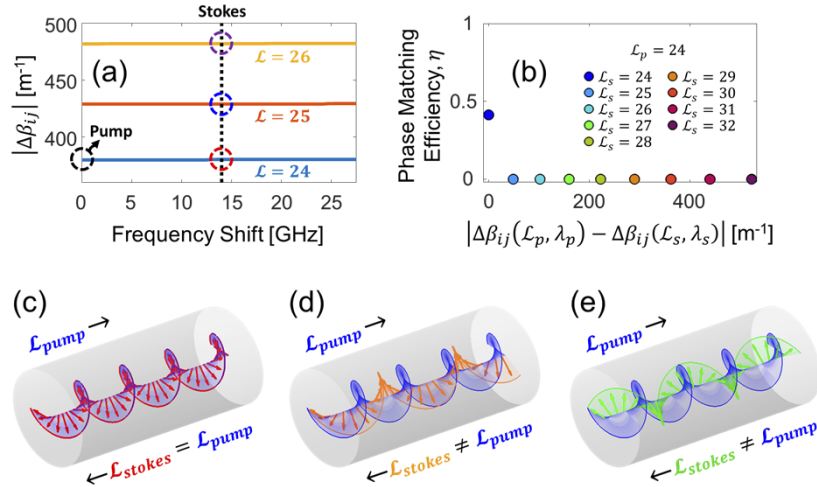 Stokes
500
(a)
ℒ = 26
|Δβᵢⱼ| [m⁻¹]
430
ℒ = 25
Pump
380
ℒ = 24
0 5 10 15 20 25
Frequency Shift [GHz]
(b)
ℒₚ = 24
Phase Matching
Efficiency, η
1
0.5
0
ℒₛ = 24
ℒₛ = 25
ℒₛ = 26
ℒₛ = 27
ℒₛ = 28
ℒₛ = 29
ℒₛ = 30
ℒₛ = 31
ℒₛ = 32
0 200 400
|Δβᵢⱼ(ℒₚ, λₚ) − Δβᵢⱼ(ℒₛ, λₛ)| [m⁻¹]
(c)
ℒpump →
← ℒstokes = ℒpump
(d)
ℒpump →
← ℒstokes ≠ ℒpump
(e)
ℒpump →
← ℒstokes ≠ ℒpump